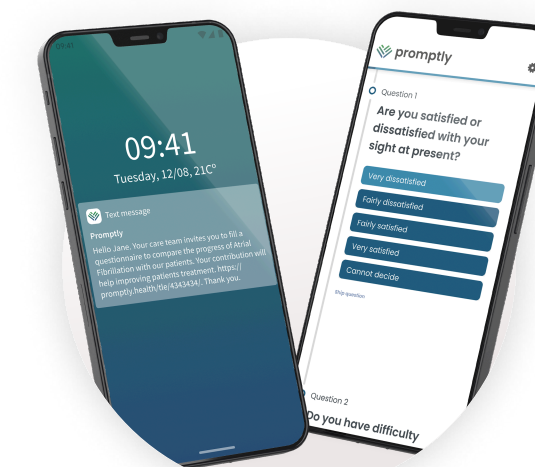 09:41
09:41
Tuesday, 12/08, 21Cº
Text message
Promptly
Hello Jane. Your care team invites you to fill a
questionnaire to compare the progress of Atrial
Fibrillation with our patients. Your contribution will
help improving patients treatment. https://
promptly.health/tle/4343434/. Thank you.
promptly
Question 1
Are you satisfied or
dissatisfied with your
sight at present?
Very dissatisfied
Fairly dissatisfied
Fairly satisfied
Very satisfied
Cannot decide
Skip question
Question 2
Do you have difficulty